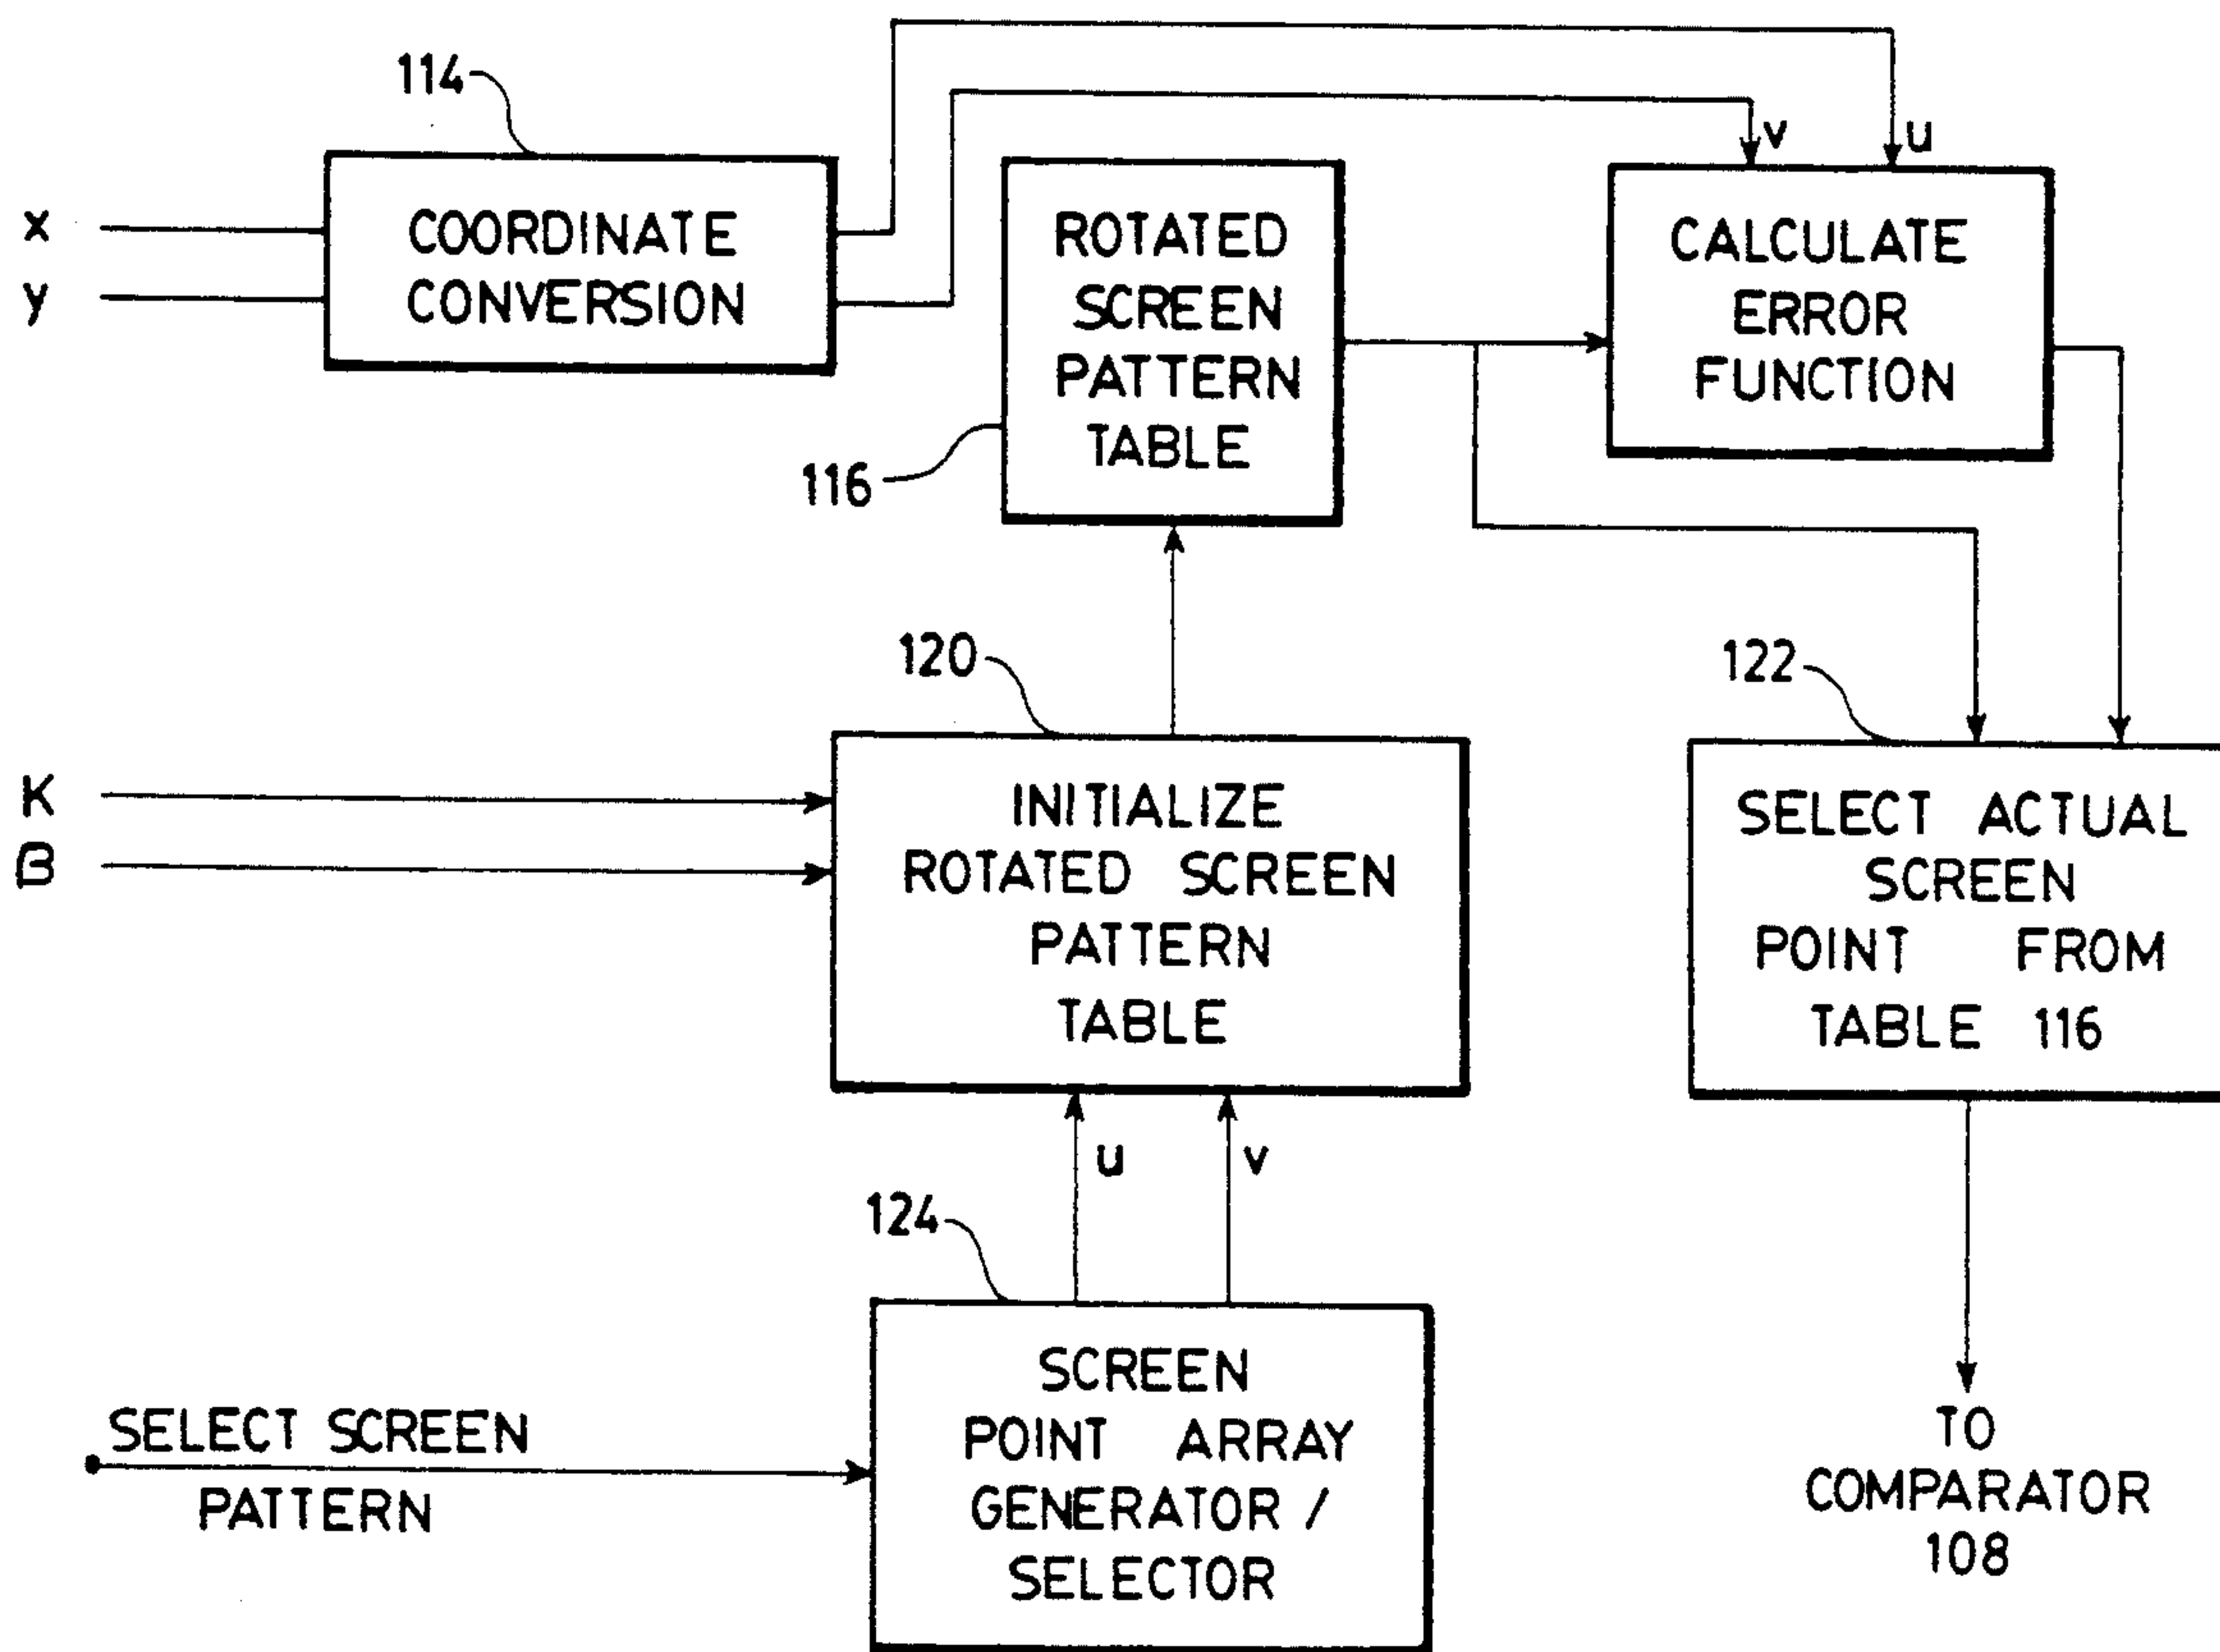 114
v
u
x
y
COORDINATE
CONVERSION
ROTATED
SCREEN
PATTERN
TABLE
116
CALCULATE
ERROR
FUNCTION
120
122
K
β
INITIALIZE
ROTATED SCREEN
PATTERN
TABLE
SELECT ACTUAL
SCREEN
POINT FROM
TABLE 116
u
v
124
SELECT SCREEN
PATTERN
SCREEN
POINT ARRAY
GENERATOR /
SELECTOR
TO
COMPARATOR
108